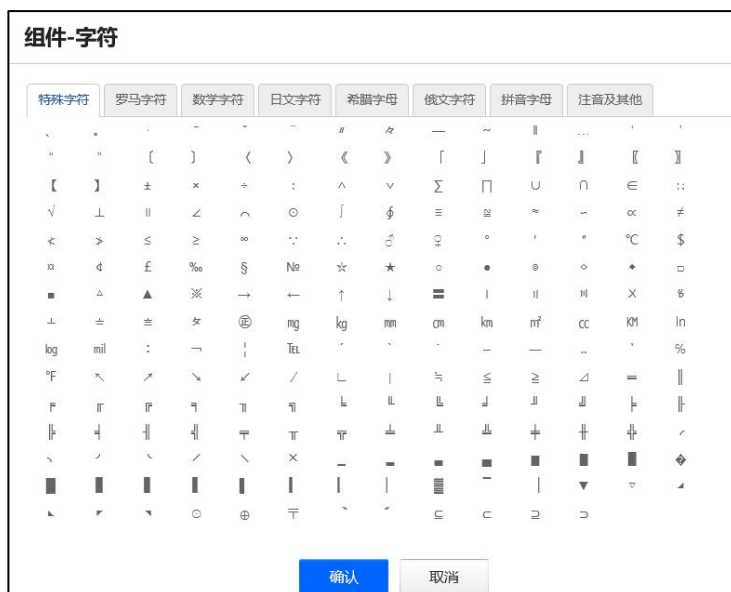 组件-字符
特殊字符 罗马字符 数学字符 日文字符 希腊字母 俄文字符 拼音字母 注音及其他
、 。 · ˉ ˇ ¨ 〃 々 — ～ ‖ … ' '
" " 〔 〕 〈 〉 《 》 「 」 『 』 〖 〗
【 】 ± × ÷ ∶ ∧ ∨ ∑ ∏ ∪ ∩ ∈ ∷
√ ⊥ ∥ ∠ ⌒ ⊙ ∫ ∮ ≡ ≌ ≈ ∽ ∝ ≠
≮ ≯ ≤ ≥ ∞ ∵ ∴ ♂ ♀ ° ′ ″ ℃ $
¤ ¢ £ ‰ § № ☆ ★ ○ ● ◎ ◇ ◆ □
■ △ ▲ ※ → ← ↑ ↓ 〓 〡 〢 〣 〤 〥
〦 〧 〨 〩 ㊣ ㎎ ㎏ ㎜ ㎝ ㎞ ㎡ ㏄ ㏎ ㏑
㏒ ㏕ ︰ ¬ ¦ ℡ ˊ ˋ ˙ – ― ‥ ‵ ％
℉ ↖ ↗ ↘ ↙ ∕ ∟ ∣ ≒ ≦ ≧ ⊿ ═ ║
╒ ╓ ╔ ╕ ╖ ╗ ╘ ╙ ╚ ╛ ╜ ╝ ╞ ╟
╠ ╡ ╢ ╣ ╤ ╥ ╦ ╧ ╨ ╩ ╪ ╫ ╬ ╭
╮ ╯ ╰ ╱ ╲ ╳ ▁ ▂ ▃ ▄ ▅ ▆ ▇ �
█ ▉ ▊ ▋ ▌ ▍ ▎ ▏ ▓ ▔ ▕ ▼ ▽ ◢
◣ ◤ ◥ ☉ ⊕ 〒 〝 〞 ⊆ ⊂ ⊇ ⊃
确认 取消